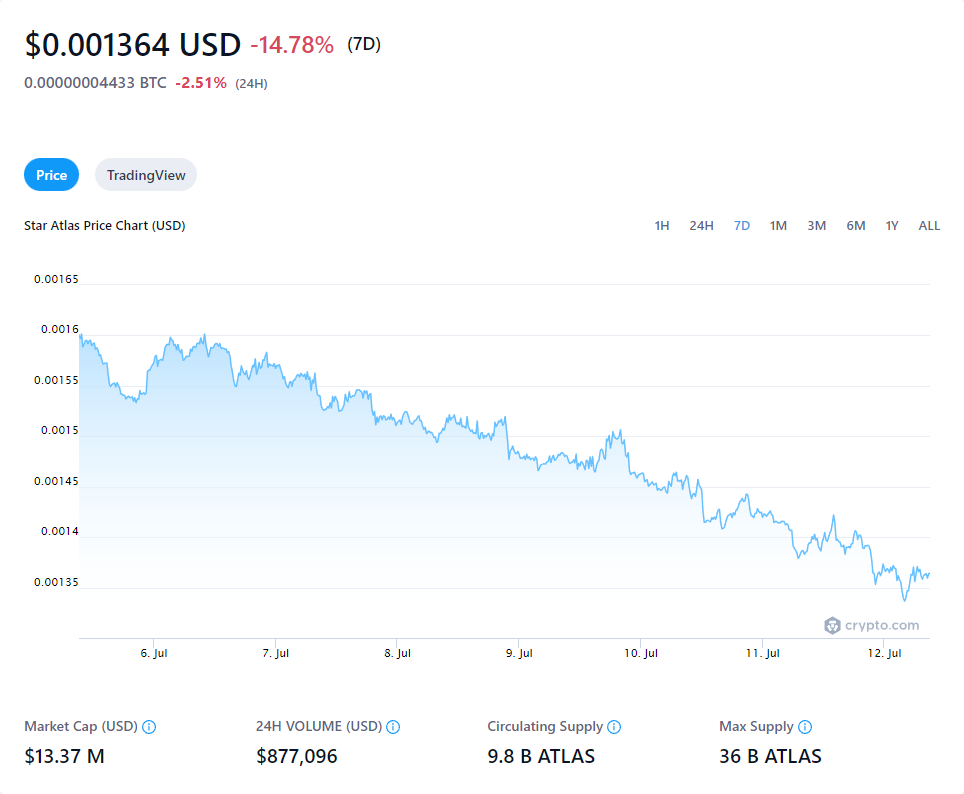 $0.001364 USD -14.78% (7D)
0.00000004433 BTC -2.51% (24H)
Price TradingView
Star Atlas Price Chart (USD) 1H 24H 7D 1M 3M 6M 1Y ALL
0.00165
0.0016
0.00155
0.0015
0.00145
0.0014
0.00135
crypto.com
6. Jul 7. Jul 8. Jul 9. Jul 10. Jul 11. Jul 12. Jul
Market Cap (USD) 24H VOLUME (USD) Circulating Supply Max Supply
$13.37 M $877,096 9.8 B ATLAS 36 B ATLAS